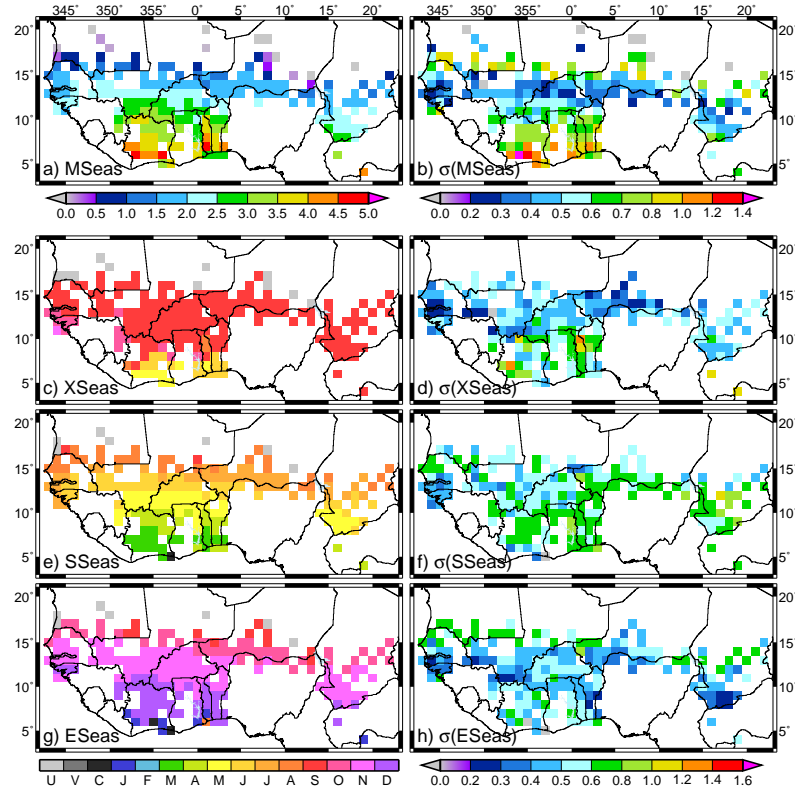 345˚ 350˚ 355˚ 0˚ 5˚ 10˚ 15˚ 20˚ 345˚ 350˚ 355˚ 0˚ 5˚ 10˚ 15˚ 20˚
20˚ 20˚
15˚ 15˚
10˚ 10˚
5˚ 5˚
a) MSeas b) σ(MSeas)
0.0 0.5 1.0 1.5 2.0 2.5 3.0 3.5 4.0 4.5 5.0 0.0 0.2 0.3 0.4 0.5 0.6 0.7 0.8 1.0 1.2 1.4
20˚ 20˚
15˚ 15˚
10˚ 10˚
5˚ 5˚
c) XSeas d) σ(XSeas)
20˚ 20˚
15˚ 15˚
10˚ 10˚
5˚ 5˚
e) SSeas f) σ(SSeas)
20˚ 20˚
15˚ 15˚
10˚ 10˚
5˚ 5˚
g) ESeas h) σ(ESeas)
U V C J F M A M J J A S O N D 0.0 0.2 0.3 0.4 0.5 0.6 0.8 1.0 1.2 1.4 1.6